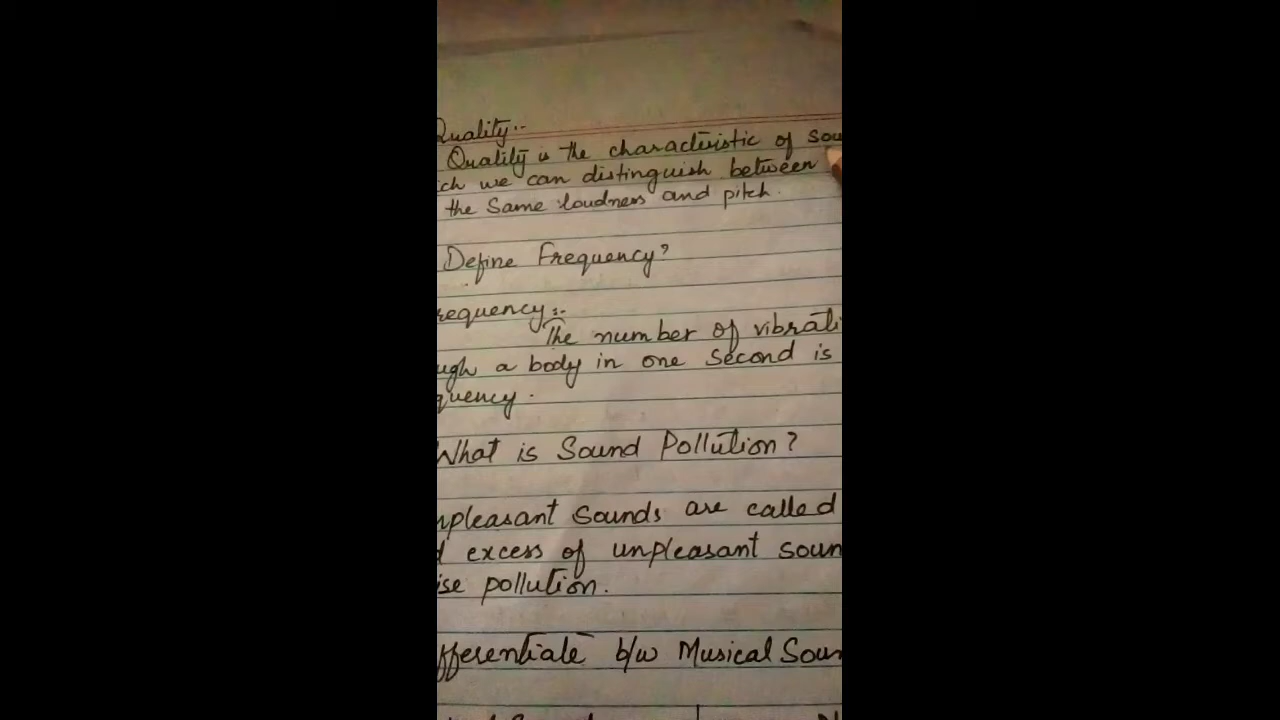 Quality:-
Quality is the characteristic of sou
ich we can distinguish between
the Same loudness and pitch.
Define Frequency?
requency:-
The number of vibrati
ugh a body in one Second is
quency.
What is Sound Pollution?
npleasant Sounds are called
d excess of unpleasant soun
ise pollution.
fferentiate b/w Musical Soun